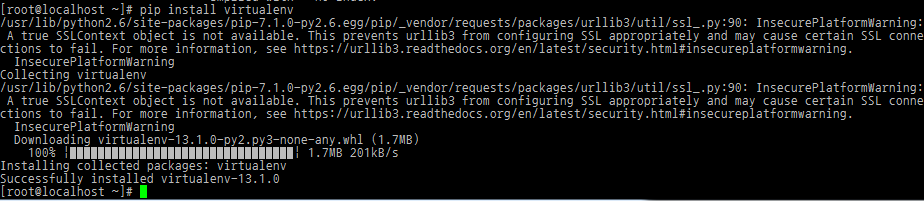 [root@localhost ~]# pip install virtualenv
/usr/lib/python2.6/site-packages/pip-7.1.0-py2.6.egg/pip/_vendor/requests/packages/urllib3/util/ssl_.py:90: InsecurePlatformWarning:
 A true SSLContext object is not available. This prevents urllib3 from configuring SSL appropriately and may cause certain SSL conne
ctions to fail. For more information, see https://urllib3.readthedocs.org/en/latest/security.html#insecureplatformwarning.
  InsecurePlatformWarning
Collecting virtualenv
/usr/lib/python2.6/site-packages/pip-7.1.0-py2.6.egg/pip/_vendor/requests/packages/urllib3/util/ssl_.py:90: InsecurePlatformWarning:
 A true SSLContext object is not available. This prevents urllib3 from configuring SSL appropriately and may cause certain SSL conne
ctions to fail. For more information, see https://urllib3.readthedocs.org/en/latest/security.html#insecureplatformwarning.
  InsecurePlatformWarning
  Downloading virtualenv-13.1.0-py2.py3-none-any.whl (1.7MB)
    100% |████████████████████████████████| 1.7MB 201kB/s
Installing collected packages: virtualenv
Successfully installed virtualenv-13.1.0
[root@localhost ~]#